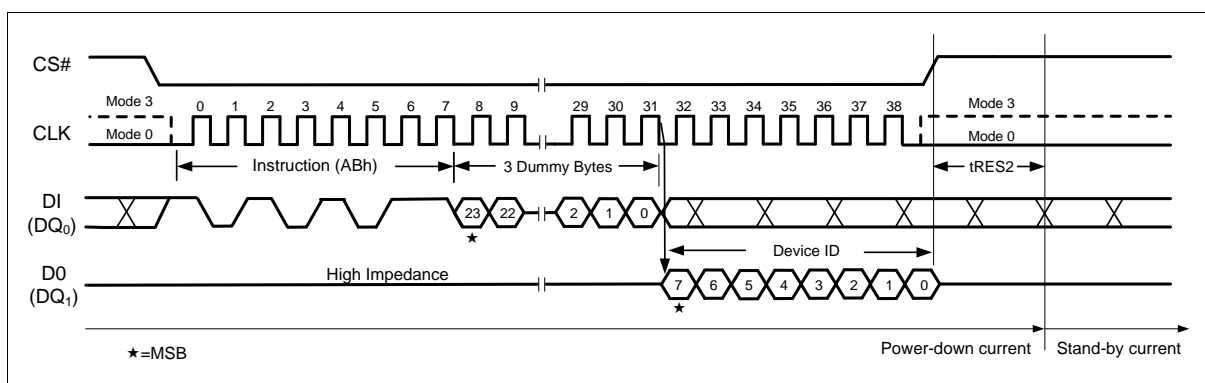 CS#
Mode 3
0 1 2 3 4 5 6 7 8 9 29 30 31 32 33 34 35 36 37 38
Mode 3
CLK
Mode 0
Mode 0
Instruction (ABh)
3 Dummy Bytes
tRES2
DI
(DQ0)
23 22 2 1 0
★
Device ID
D0
(DQ1)
High Impedance
7 6 5 4 3 2 1 0
★
★=MSB
Power-down current
Stand-by current